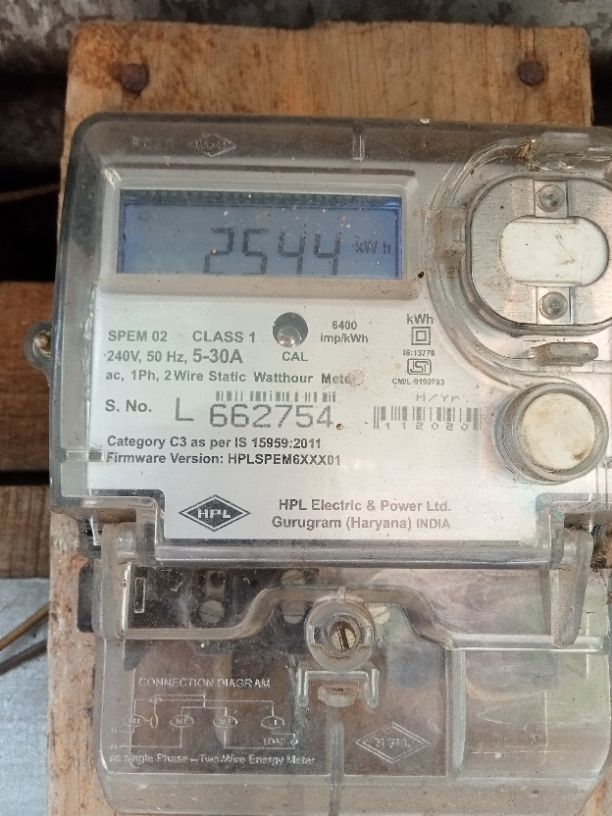 2544 kWh
SPEM 02 CLASS 1
240V, 50 Hz, 5-30A
ac, 1Ph, 2 Wire Static Watthour Meter
CAL
6400
imp/kWh
kWh
IS:13779
ISI
S. No. L 662754
M/Yr.
112020
Category C3 as per IS 15959:2011
Firmware Version: HPLSPEM6XXX01
HPL
HPL Electric & Power Ltd.
Gurugram (Haryana) INDIA
CONNECTION DIAGRAM
LOAD
ac single Phase - Two Wire Energy Meter
HPL